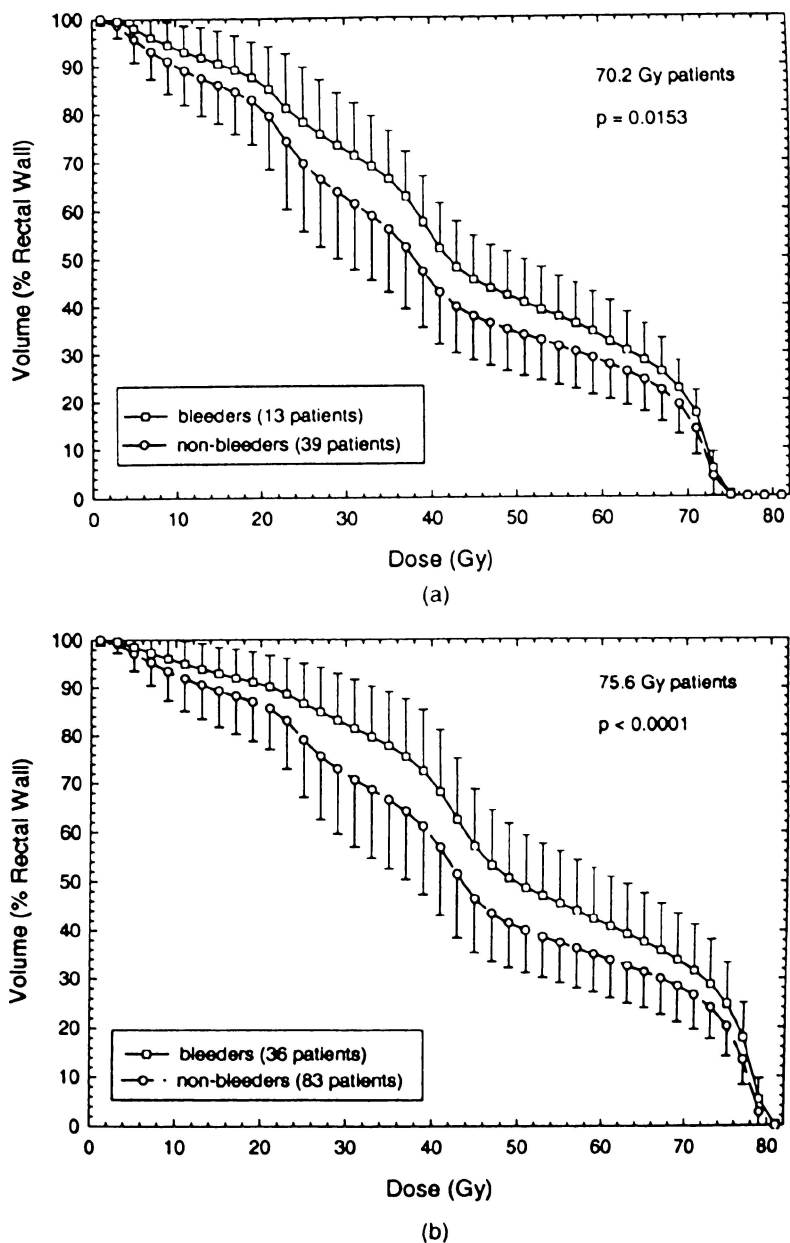 100
90
80
70
60
50
40
30
20
10
0
Volume (% Rectal Wall)
70.2 Gy patients
p = 0.0153
bleeders (13 patients)
non-bleeders (39 patients)
0 10 20 30 40 50 60 70 80
Dose (Gy)
(a)
100
90
80
70
60
50
40
30
20
10
0
Volume (% Rectal Wall)
75.6 Gy patients
p < 0.0001
bleeders (36 patients)
non-bleeders (83 patients)
0 10 20 30 40 50 60 70 80
Dose (Gy)
(b)